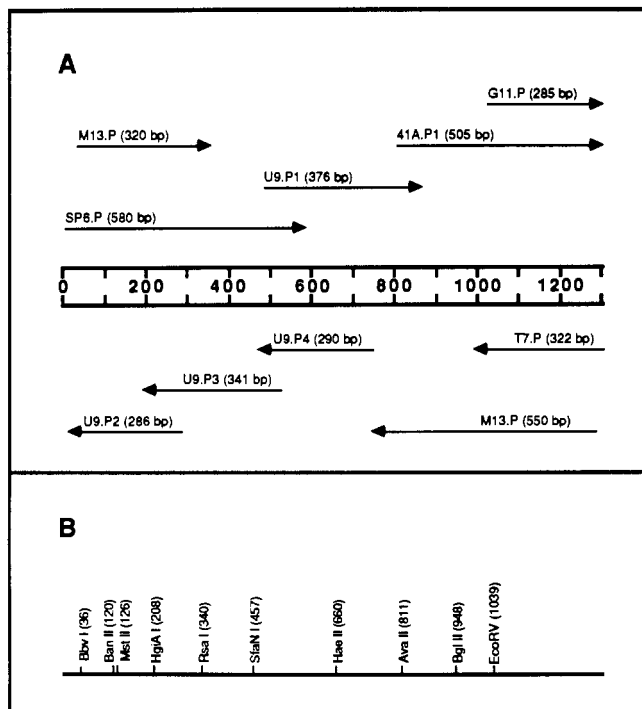 A
G11.P (285 bp)
M13.P (320 bp)
41A.P1 (505 bp)
U9.P1 (376 bp)
SP6.P (580 bp)
0 200 400 600 800 1000 1200
U9.P4 (290 bp)
T7.P (322 bp)
U9.P3 (341 bp)
U9.P2 (286 bp)
M13.P (550 bp)
B
Bbv I (36)
Ban II (120)
Mst II (126)
HgiA I (208)
Rsa I (340)
SfaN I (457)
Hae II (660)
Ava II (811)
Bgl II (948)
EcoRV (1039)